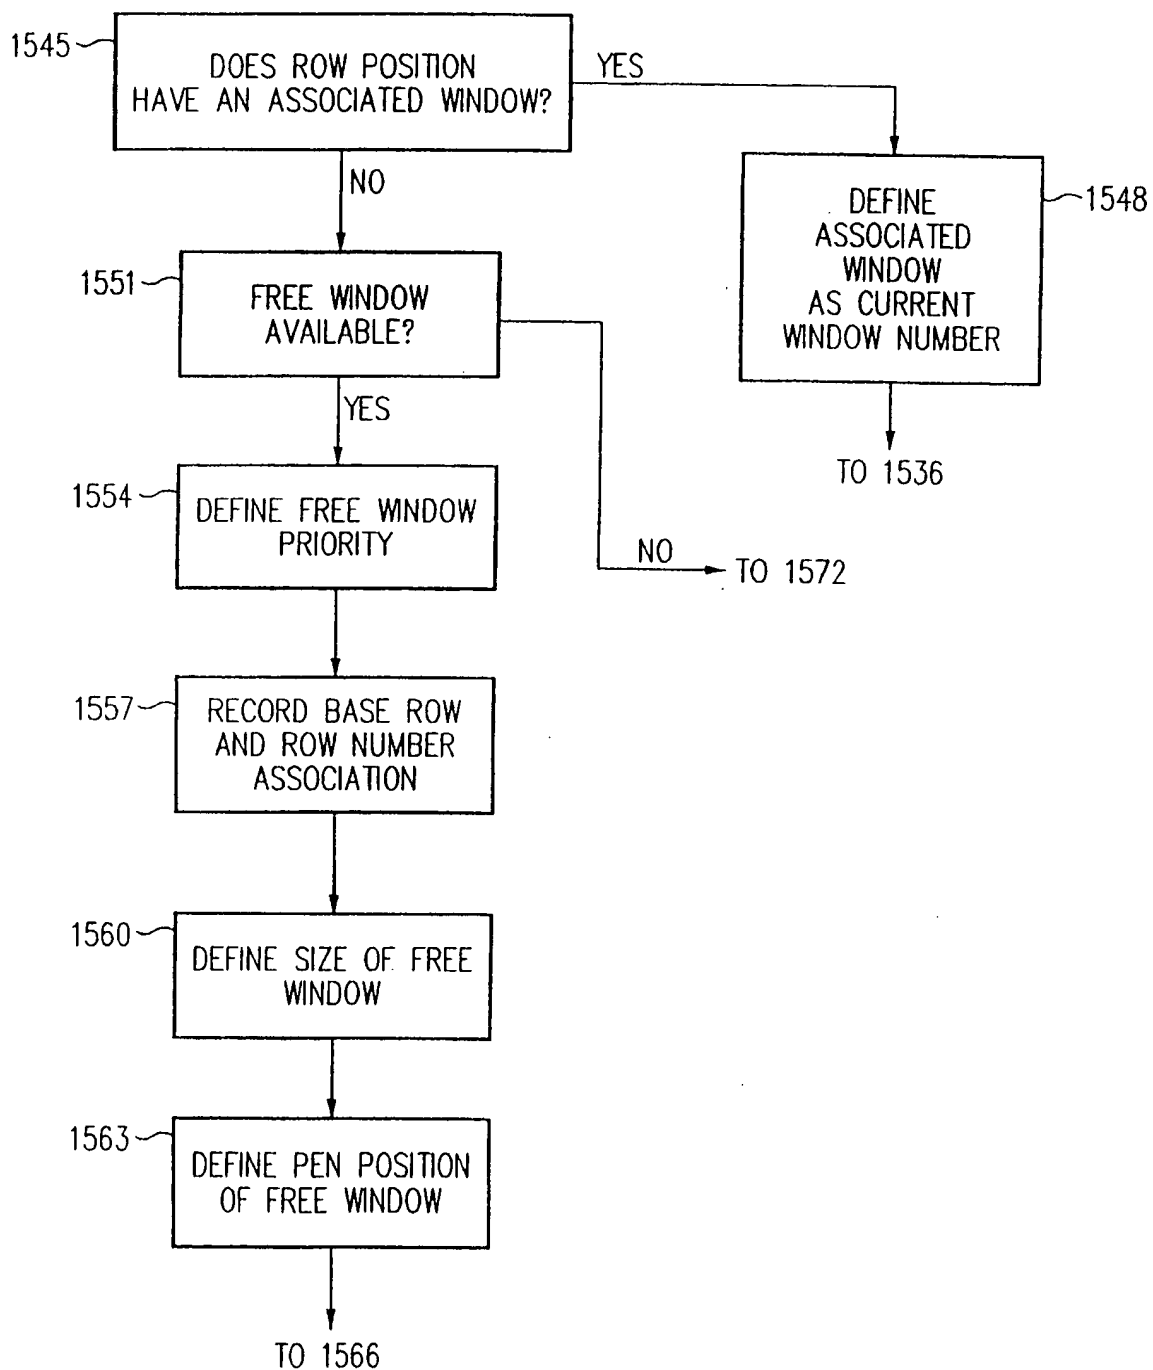 1545
DOES ROW POSITION
HAVE AN ASSOCIATED WINDOW?
YES
NO
DEFINE
ASSOCIATED
WINDOW
AS CURRENT
WINDOW NUMBER
1548
TO 1536
1551
FREE WINDOW
AVAILABLE?
YES
NO
TO 1572
1554
DEFINE FREE WINDOW
PRIORITY
1557
RECORD BASE ROW
AND ROW NUMBER
ASSOCIATION
1560
DEFINE SIZE OF FREE
WINDOW
1563
DEFINE PEN POSITION
OF FREE WINDOW
TO 1566